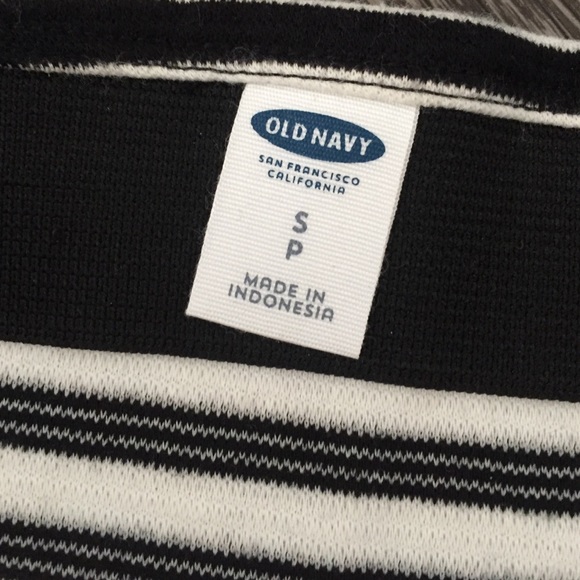 OLD NAVY
SAN FRANCISCO
CALIFORNIA
S
P
MADE IN
INDONESIA